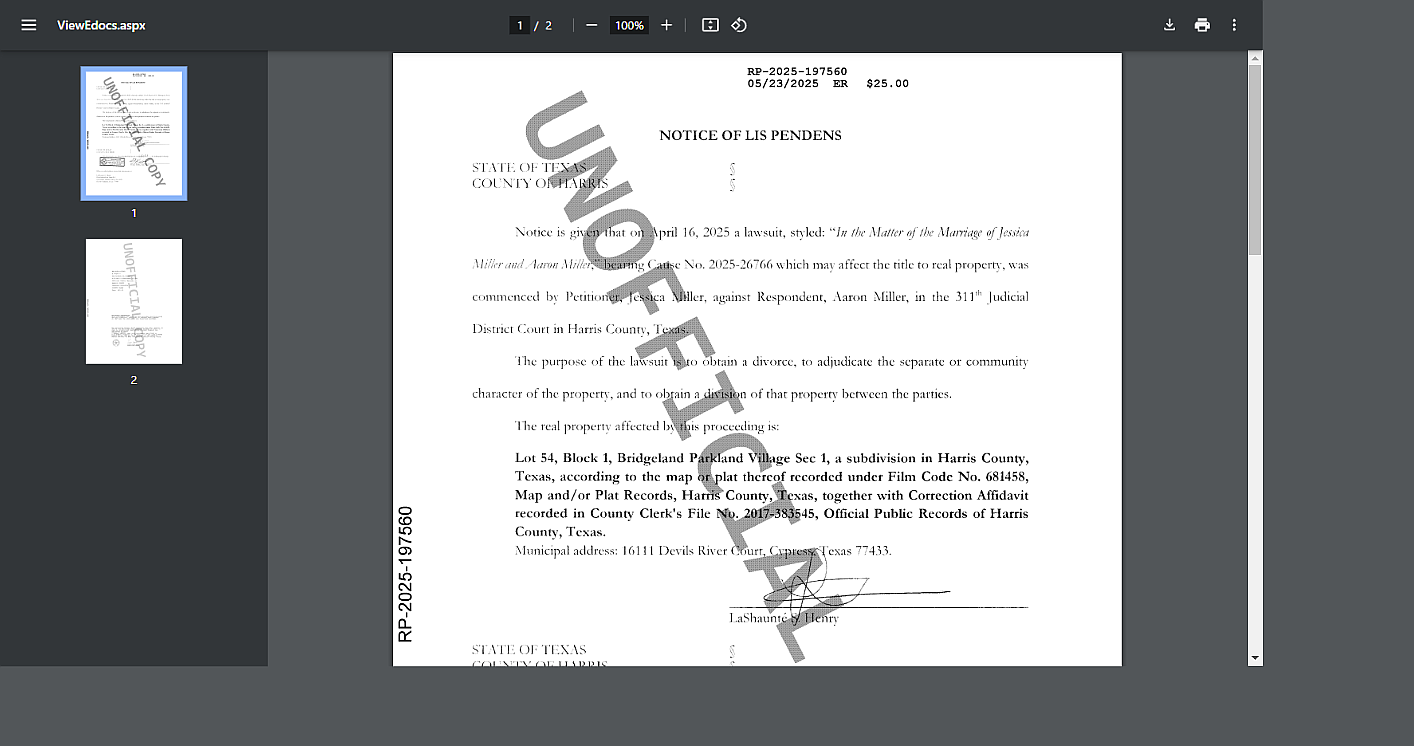 ViewEdocs.aspx
1 / 2
100%
RP-2025-197560
05/23/2025 ER $25.00
NOTICE OF LIS PENDENS
STATE OF TEXAS §
COUNTY OF HARRIS §
Notice is given that on April 16, 2025 a lawsuit, styled: “In the Matter of the Marriage of Jessica
Miller and Aaron Miller,” bearing Cause No. 2025-26766 which may affect the title to real property, was
commenced by Petitioner, Jessica Miller, against Respondent, Aaron Miller, in the 311th Judicial
District Court in Harris County, Texas.
The purpose of the lawsuit is to obtain a divorce, to adjudicate the separate or community
character of the property, and to obtain a division of that property between the parties.
The real property affected by this proceeding is:
Lot 54, Block 1, Bridgeland Parkland Village Sec 1, a subdivision in Harris County,
Texas, according to the map or plat thereof recorded under Film Code No. 681458,
Map and/or Plat Records, Harris County, Texas, together with Correction Affidavit
recorded in County Clerk's File No. 2017-383545, Official Public Records of Harris
County, Texas.
Municipal address: 16111 Devils River Court, Cypress, Texas 77433.
LaShaunté S. Henry
STATE OF TEXAS §
COUNTY OF HARRIS §
RP-2025-197560
UNOFFICIAL
UNOFFICIAL COPY
1
UNOFFICIAL COPY
2